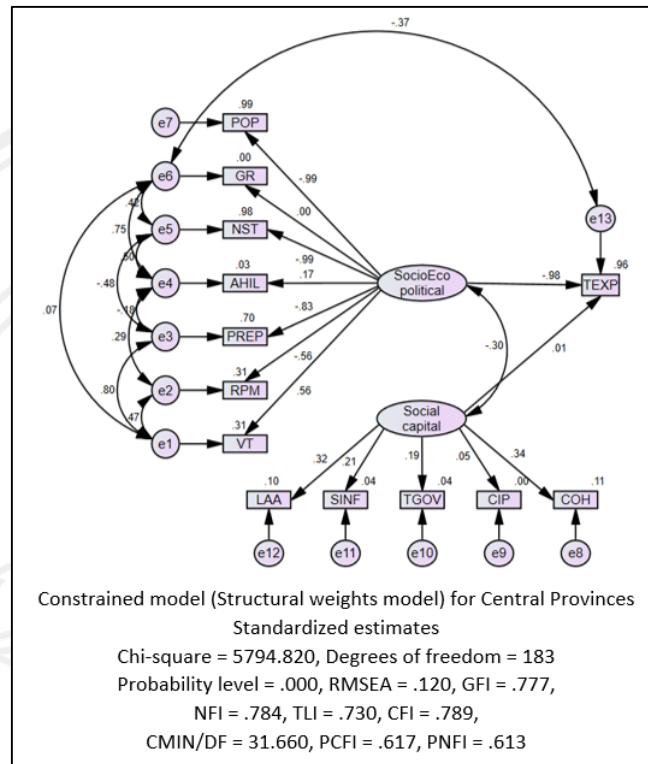 -.37
.99
e7
POP
.00
e6
GR
-.99
.42
.00
e13
.98
e5
NST
.75
.60
-.99
.96
.03
SocioEco
political
-.98
TEXP
e4
AHIL
.17
-.48
-.18
.70
-.83
.07
e3
PREP
.29
-.56
-.30
.01
.31
e2
RPM
.80
.56
Social
capital
.47
.31
e1
VT
.32
.21
.19
.05
.34
.10
.04
.04
.00
.11
LAA
SINF
TGOV
CIP
COH
e12
e11
e10
e9
e8
Constrained model (Structural weights model) for Central Provinces
Standardized estimates
Chi-square = 5794.820, Degrees of freedom = 183
Probability level = .000, RMSEA = .120, GFI = .777,
NFI = .784, TLI = .730, CFI = .789,
CMIN/DF = 31.660, PCFI = .617, PNFI = .613